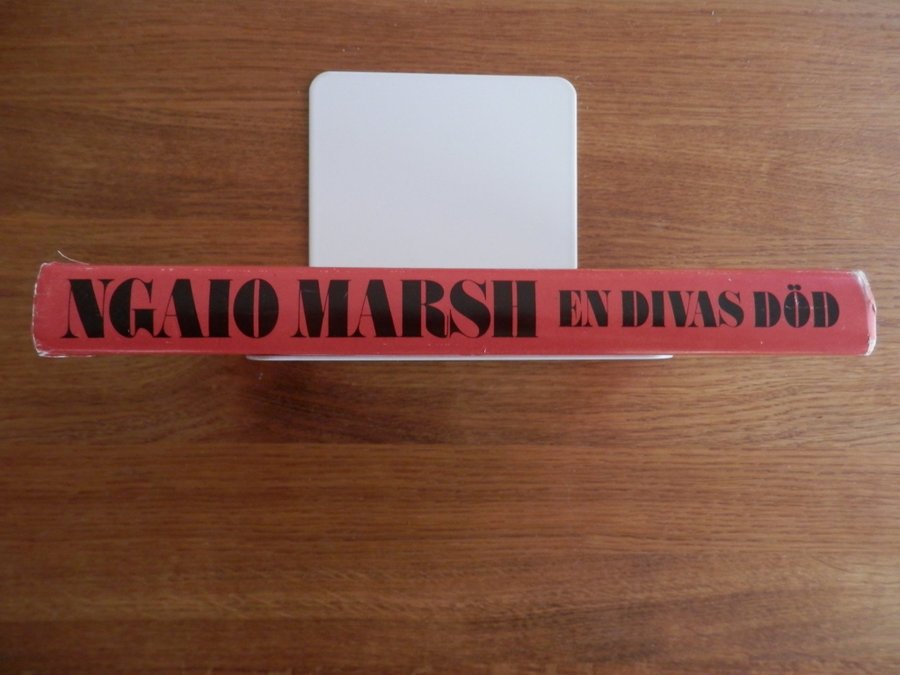 NGAIO MARSH EN DIVAS DÖD